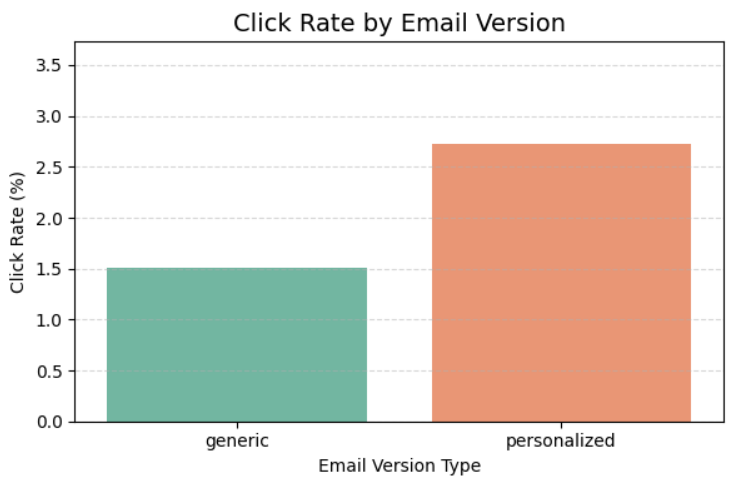 Click Rate by Email Version
Click Rate (%)
3.5
3.0
2.5
2.0
1.5
1.0
0.5
0.0
generic personalized
Email Version Type